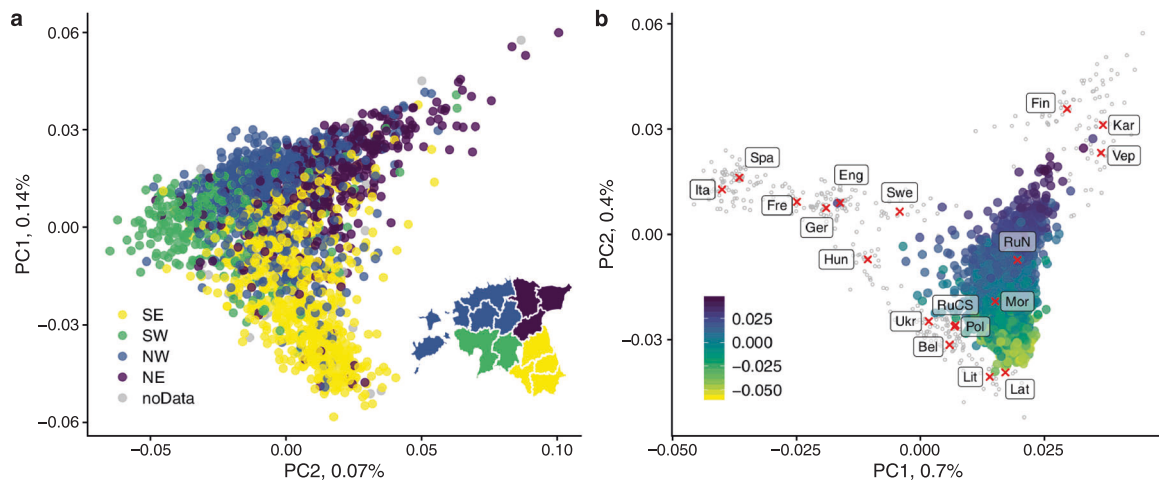 a
0.06
0.03
0.00
−0.03
−0.06
PC1, 0.14%
−0.05
0.00
0.05
0.10
PC2, 0.07%
SE
SW
NW
NE
noData
b
0.06
0.03
0.00
−0.03
PC2, 0.4%
−0.050
−0.025
0.000
0.025
PC1, 0.7%
Fin
Kar
Vep
Spa
Ita
Eng
Fre
Swe
Ger
Hun
RuN
Mor
RuCS
Ukr
Pol
Bel
Lit
Lat
0.025
0.000
−0.025
−0.050